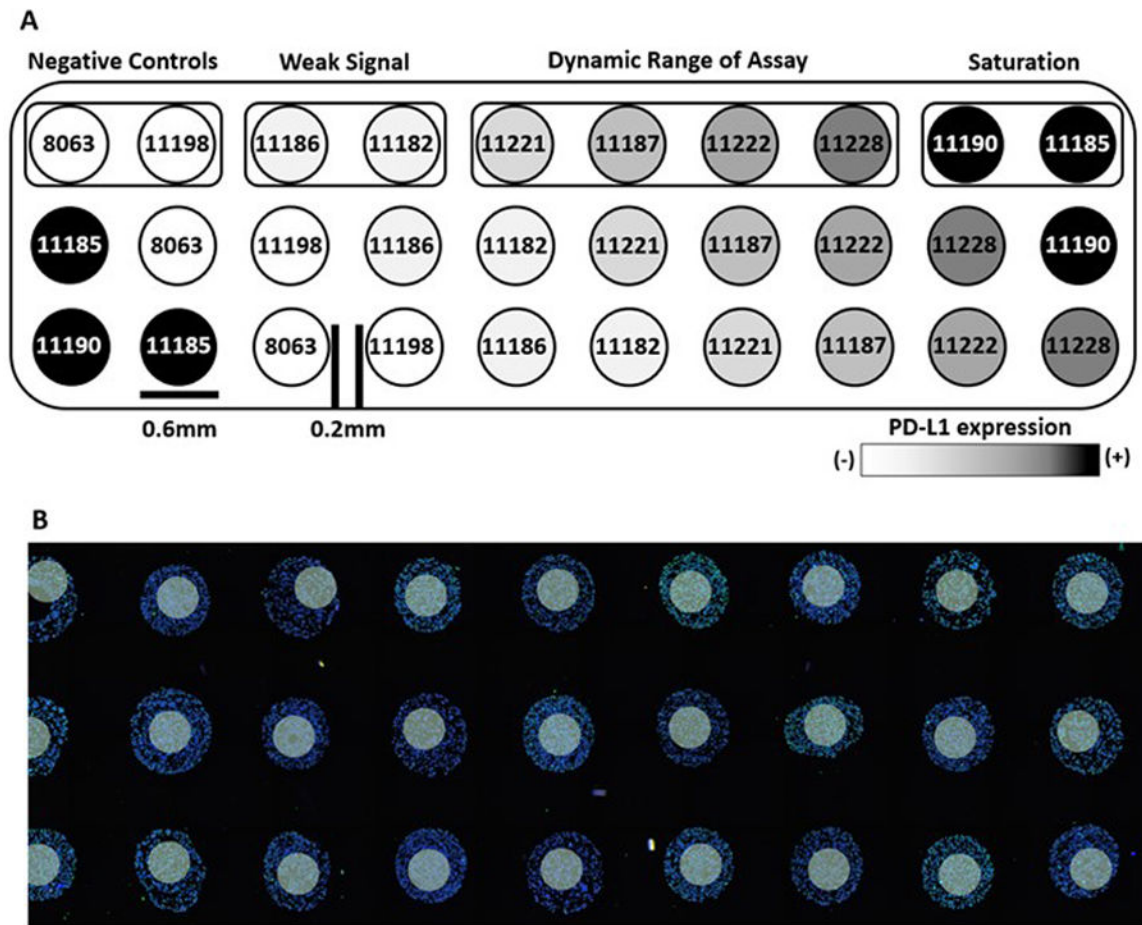 A
Negative Controls Weak Signal Dynamic Range of Assay Saturation
8063 11198 11186 11182 11221 11187 11222 11228 11190 11185
11185 8063 11198 11186 11182 11221 11187 11222 11228 11190
11190 11185 8063 11198 11186 11182 11221 11187 11222 11228
0.6mm 0.2mm
PD-L1 expression
(-) (+)
B